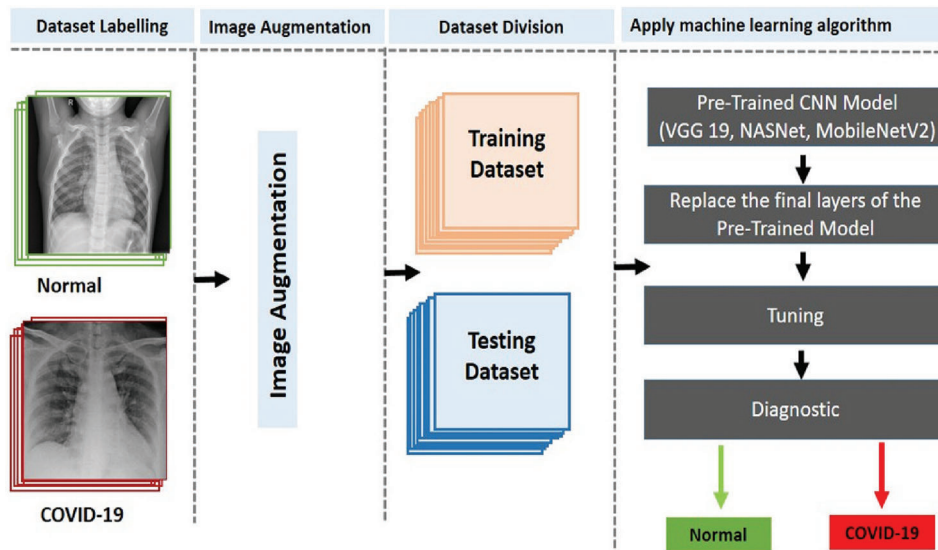 Dataset Labelling
Image Augmentation
Dataset Division
Apply machine learning algorithm
R
Normal
COVID-19
Image Augmentation
Training
Dataset
Testing
Dataset
Pre-Trained CNN Model
(VGG 19, NASNet, MobileNetV2)
Replace the final layers of the
Pre-Trained Model
Tuning
Diagnostic
Normal
COVID-19